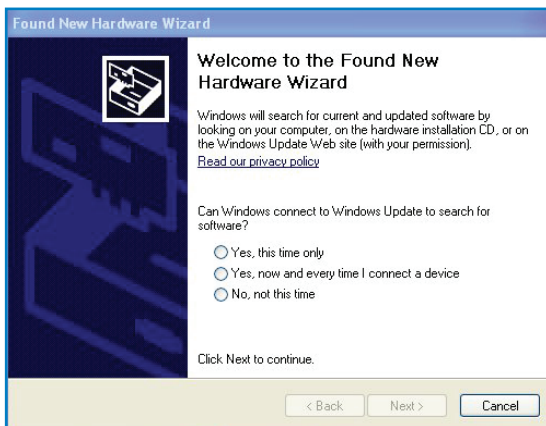 Found New Hardware Wizard
Welcome to the Found New
Hardware Wizard
Windows will search for current and updated software by
looking on your computer, on the hardware installation CD, or on
the Windows Update Web site (with your permission).
Read our privacy policy
Can Windows connect to Windows Update to search for
software?
Yes, this time only
Yes, now and every time I connect a device
No, not this time
Click Next to continue.
< Back Next > Cancel